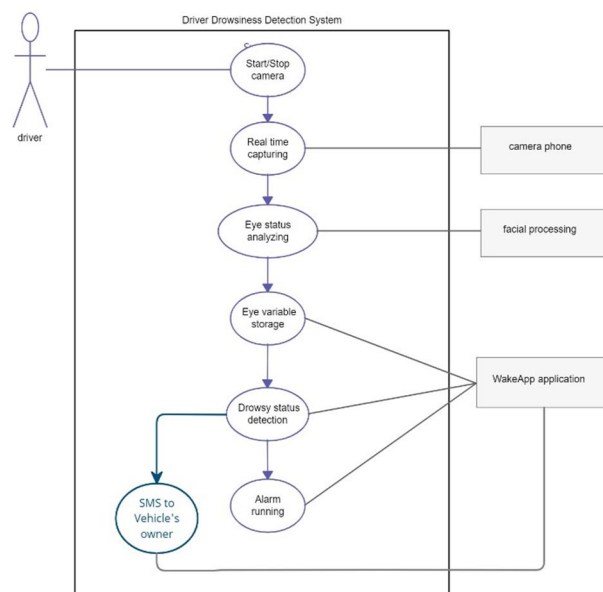 Driver Drowsiness Detection System
Start/Stop
camera
driver
Real time
capturing
camera phone
Eye status
analyzing
facial processing
Eye variable
storage
WakeApp application
Drowsy status
detection
SMS to
Vehicle's
owner
Alarm
running